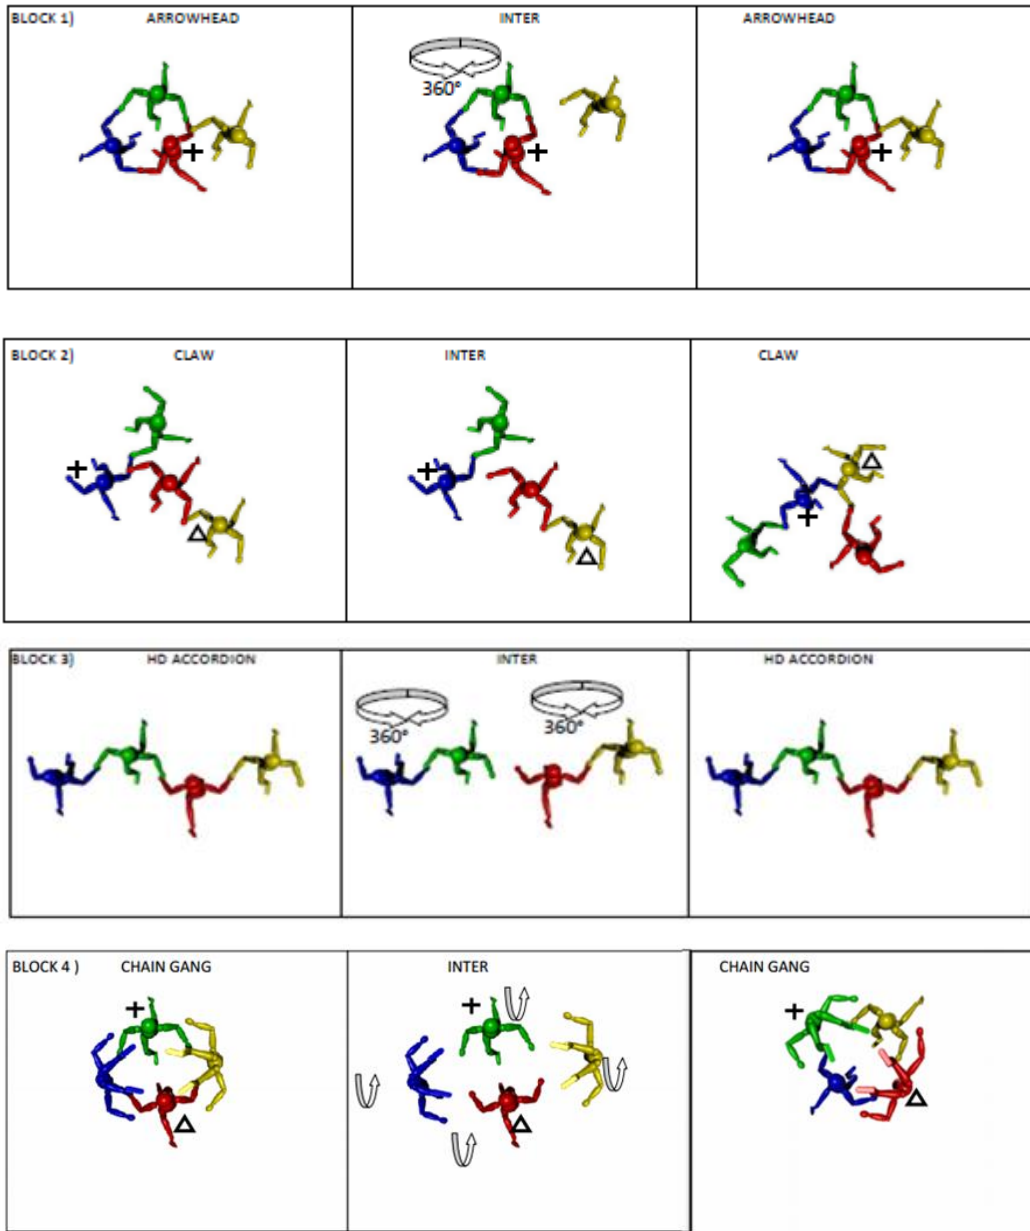 BLOCK 1) ARROWHEAD INTER ARROWHEAD
360°
BLOCK 2) CLAW INTER CLAW
BLOCK 3) HD ACCORDION INTER HD ACCORDION
360° 360°
BLOCK 4 ) CHAIN GANG INTER CHAIN GANG